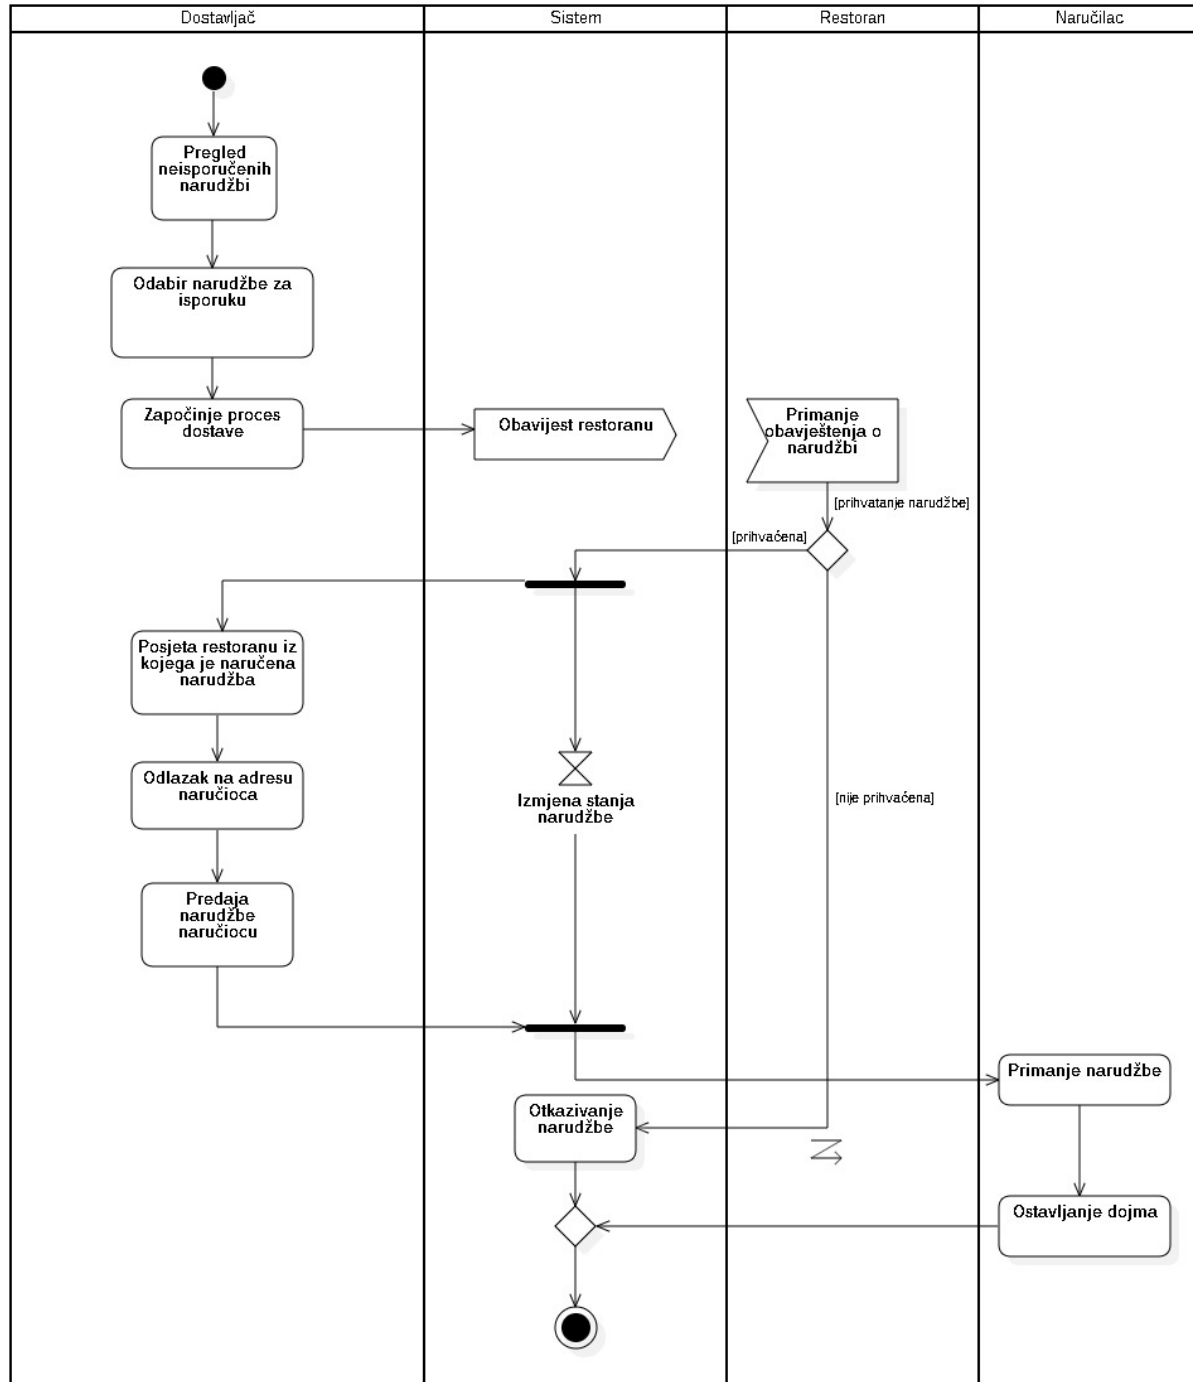 Dostavljač
Sistem
Restoran
Naručilac
Pregled
neisporučenih
narudžbi
Odabir narudžbe za
isporuku
Započinje proces
dostave
Obavijest restoranu
Primanje
obavještenja o
narudžbi
[prihvatanje narudžbe]
[prihvaćena]
Posjeta restoranu iz
kojega je naručena
narudžba
Odlazak na adresu
naručioca
Izmjena stanja
narudžbe
[nije prihvaćena]
Predaja
narudžbe
naručiocu
Primanje narudžbe
Otkazivanje
narudžbe
Ostavljanje dojma